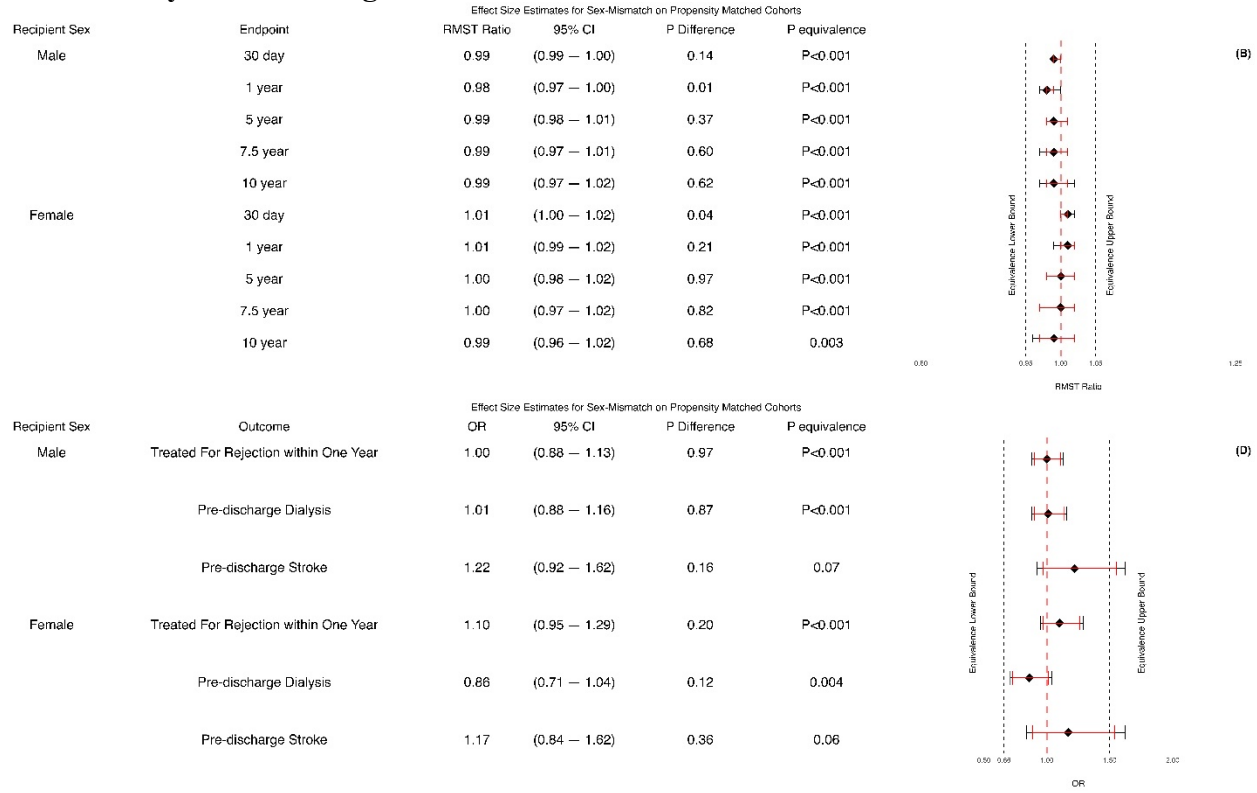 Effect Size Estimates for Sex-Mismatch on Propensity Matched Cohorts
Recipient Sex Endpoint RMST Ratio 95% CI P Difference P equivalence
Male 30 day 0.99 (0.99 — 1.00) 0.14 P<0.001
(B)
1 year 0.98 (0.97 — 1.00) 0.01 P<0.001
5 year 0.99 (0.98 — 1.01) 0.37 P<0.001
7.5 year 0.99 (0.97 — 1.01) 0.60 P<0.001
10 year 0.99 (0.97 — 1.02) 0.62 P<0.001
Female 30 day 1.01 (1.00 — 1.02) 0.04 P<0.001
1 year 1.01 (0.99 — 1.02) 0.21 P<0.001
5 year 1.00 (0.98 — 1.02) 0.97 P<0.001
7.5 year 1.00 (0.97 — 1.02) 0.82 P<0.001
10 year 0.99 (0.96 — 1.02) 0.68 0.003
Equivalence Lower Bound
Equivalence Upper Bound
0.95 1.00 1.05 1.25
RMST Ratio
Effect Size Estimates for Sex-Mismatch on Propensity Matched Cohorts
Recipient Sex Outcome OR 95% CI P Difference P equivalence
Male Treated For Rejection within One Year 1.00 (0.88 — 1.13) 0.97 P<0.001
(D)
Pre-discharge Dialysis 1.01 (0.88 — 1.16) 0.87 P<0.001
Pre-discharge Stroke 1.22 (0.92 — 1.62) 0.16 0.07
Female Treated For Rejection within One Year 1.10 (0.95 — 1.29) 0.20 P<0.001
Pre-discharge Dialysis 0.86 (0.71 — 1.04) 0.12 0.004
Pre-discharge Stroke 1.17 (0.84 — 1.62) 0.36 0.06
Equivalence Lower Bound
Equivalence Upper Bound
0.50 1.00 1.50 2.00
OR